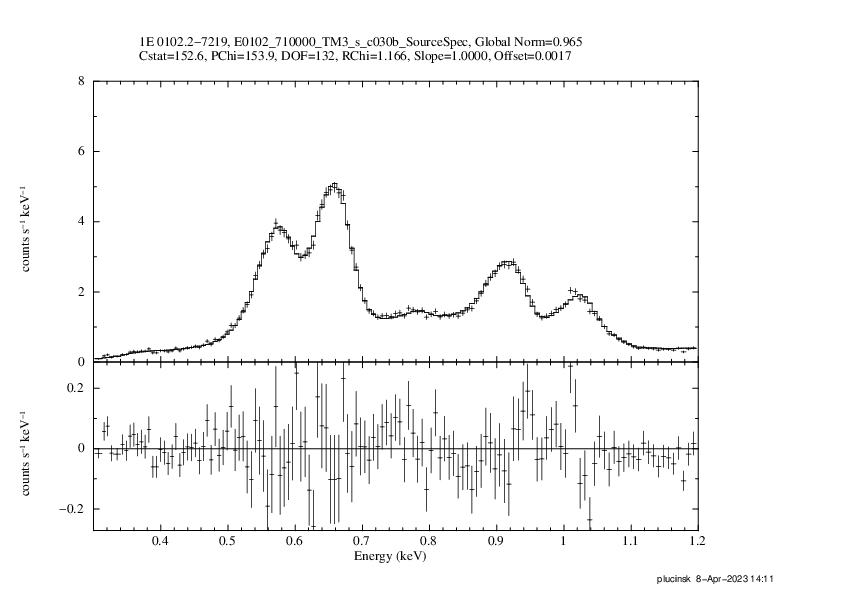 1E 0102.2−7219, E0102_710000_TM3_s_c030b_SourceSpec, Global Norm=0.965
Cstat=152.6, PChi=153.9, DOF=132, RChi=1.166, Slope=1.0000, Offset=0.0017
8
6
4
2
0
counts s⁻¹ keV⁻¹
0.2
0
−0.2
counts s⁻¹ keV⁻¹
0.4 0.5 0.6 0.7 0.8 0.9 1 1.1 1.2
Energy (keV)
plucinsk 8−Apr−2023 14:11